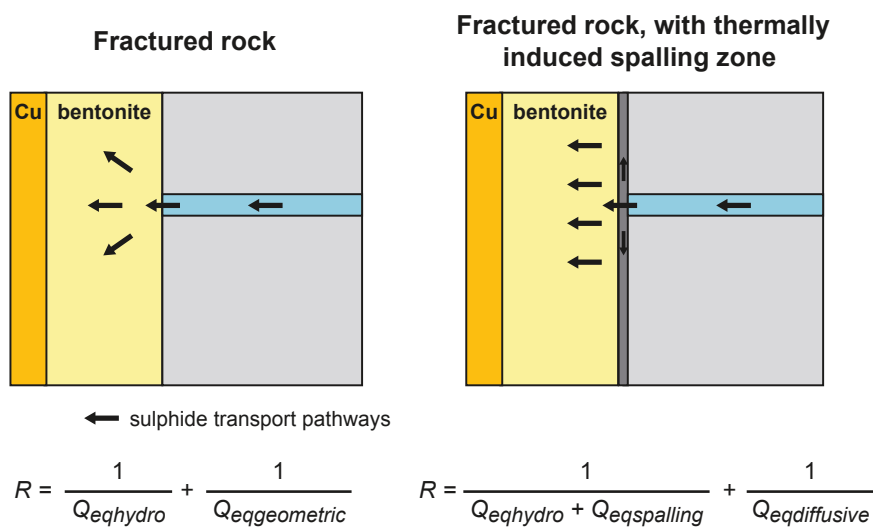 Fractured rock
Fractured rock, with thermally
induced spalling zone
Cu bentonite
Cu bentonite
sulphide transport pathways
R = 1/Qeqhydro + 1/Qeqgeometric
R = 1/(Qeqhydro + Qeqspalling) + 1/Qeqdiffusive